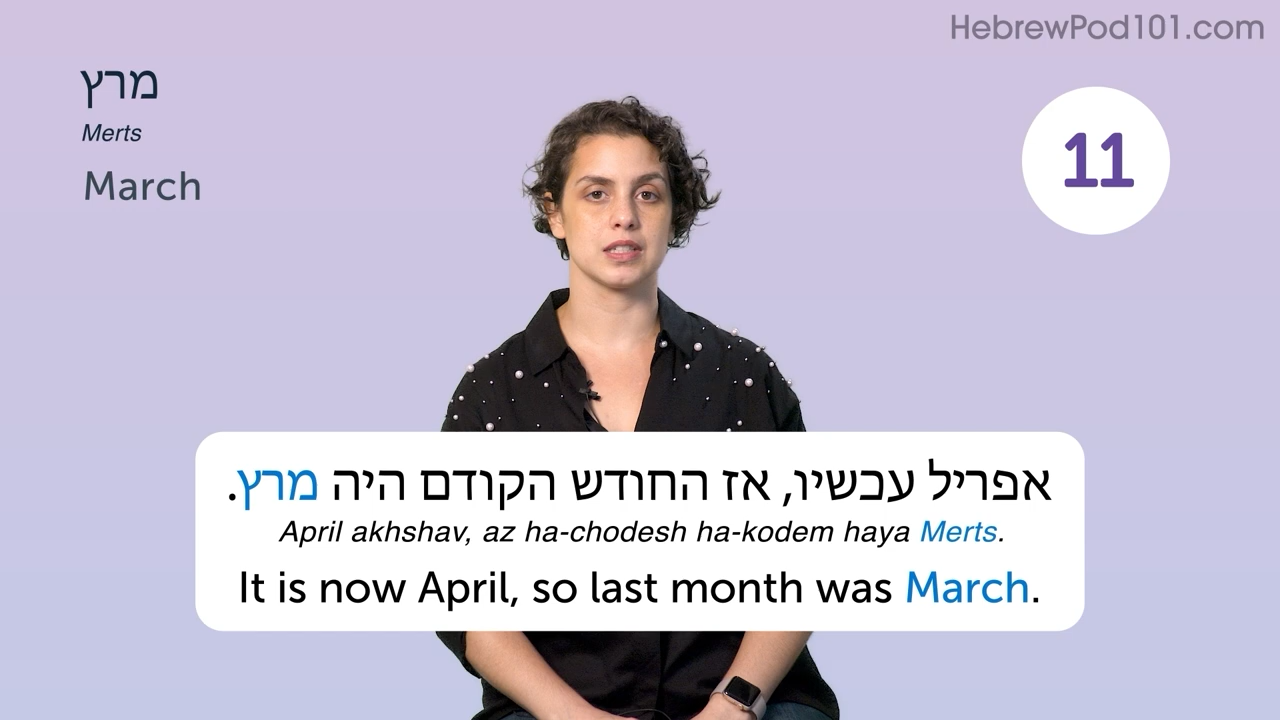 HebrewPod101.com
מרץ
Merts
March
11
אפריל עכשיו, אז החודש הקודם היה מרץ.
April akhshav, az ha-chodesh ha-kodem haya Merts.
It is now April, so last month was March.